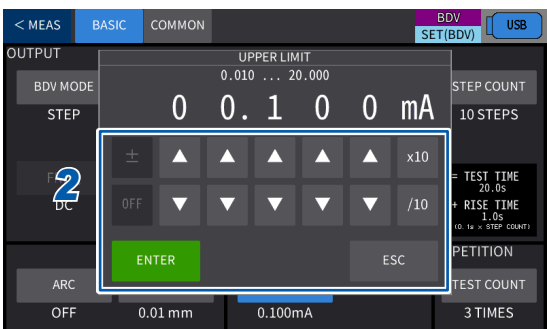 < MEAS BASIC COMMON BDV SET(BDV) USB
OUTPUT
UPPER LIMIT
0.010 ... 20.000
0 0.1 0 0 mA
BDV MODE
STEP
STEP COUNT
10 STEPS
± ▲ ▲ ▲ ▲ ▲ x10
OFF ▼ ▼ ▼ ▼ ▼ /10
2
DC
= TEST TIME
20.0s
+ RISE TIME
1.0s
(0.1s x STEP COUNT)
ENTER ESC
PETITION
ARC
OFF
0.01 mm
0.100mA
TEST COUNT
3 TIMES